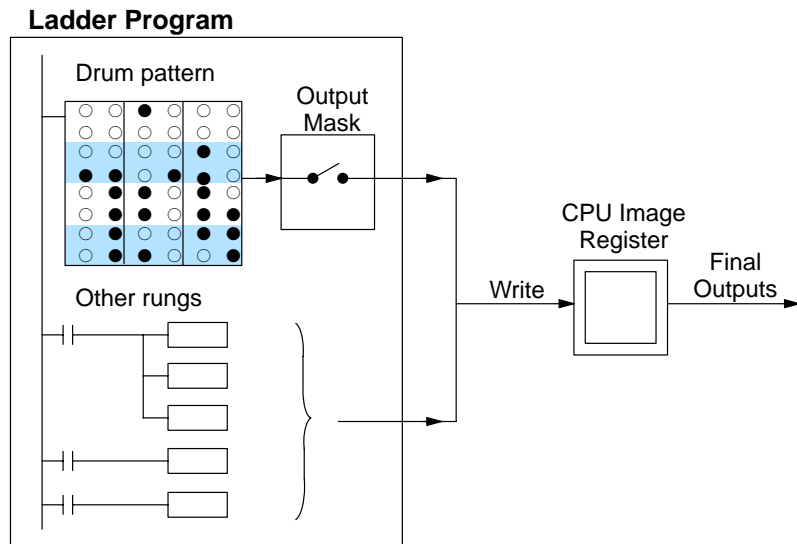 Ladder Program
Drum pattern
Output
Mask
CPU Image
Register
Final
Outputs
Write
Other rungs